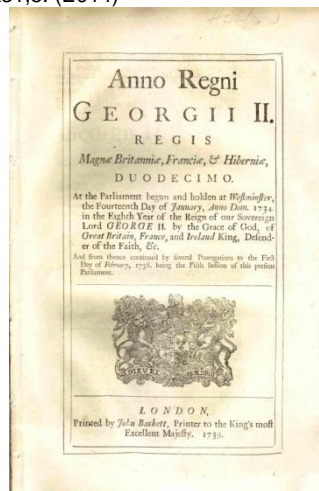 Anno Regni
GEORGII II.
REGIS
Magnæ Britanniæ, Franciæ, & Hiberniæ,
DUODECIMO.
At the Parliament begun and holden at Westminster,
the Fourteenth Day of January, Anno Dom. 1734.
in the Eighth Year of the Reign of our Sovereign
Lord GEORGE II. by the Grace of God, of
Great Britain, France, and Ireland King, Defend-
er of the Faith, &c.
And from thence continued by several Prorogations to the First
Day of February, 1738. being the Fifth Session of this present
Parliament.
DIEU ET
LONDON,
Printed by John Baskett, Printer to the King's most
Excellent Majesty. 1739.